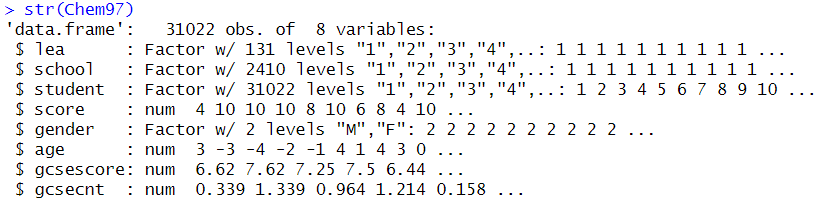 > str(Chem97)
'data.frame':   31022 obs. of  8 variables:
 $ lea      : Factor w/ 131 levels "1","2","3","4",..: 1 1 1 1 1 1 1 1 1 1 ...
 $ school   : Factor w/ 2410 levels "1","2","3","4",..: 1 1 1 1 1 1 1 1 1 1 ...
 $ student  : Factor w/ 31022 levels "1","2","3","4",..: 1 2 3 4 5 6 7 8 9 10 ...
 $ score    : num  4 10 10 10 8 10 6 8 4 10 ...
 $ gender   : Factor w/ 2 levels "M","F": 2 2 2 2 2 2 2 2 2 2 ...
 $ age      : num  3 -3 -4 -2 -1 4 1 4 3 0 ...
 $ gcsescore: num  6.62 7.62 7.25 7.5 6.44 ...
 $ gcsecnt  : num  0.339 1.339 0.964 1.214 0.158 ...